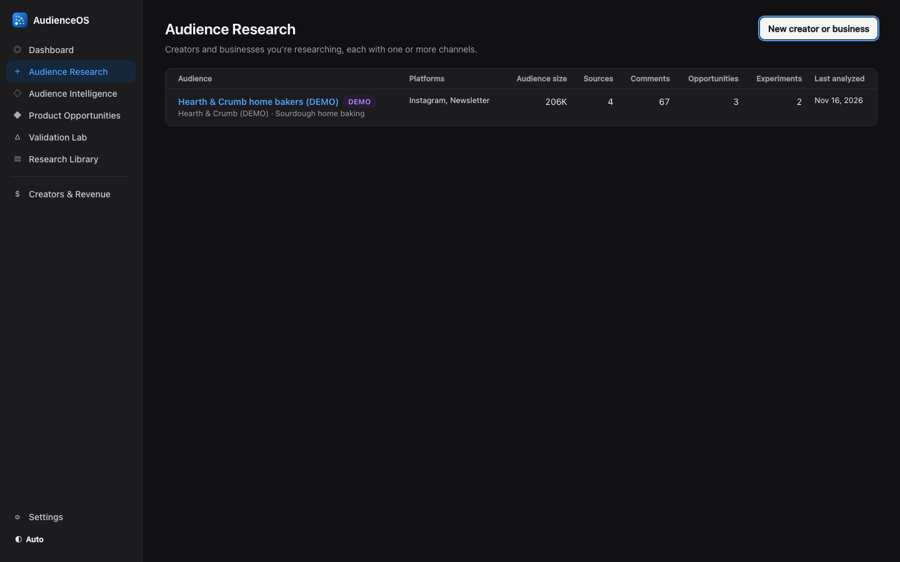 AudienceOS
Dashboard
Audience Research
Audience Intelligence
Product Opportunities
Validation Lab
Research Library
$ Creators & Revenue
Settings
Auto
Audience Research
Creators and businesses you're researching, each with one or more channels.
New creator or business
Audience Platforms Audience size Sources Comments Opportunities Experiments Last analyzed
Hearth & Crumb home bakers (DEMO) DEMO Instagram, Newsletter 206K 4 67 3 2 Nov 16, 2026
Hearth & Crumb (DEMO) · Sourdough home baking